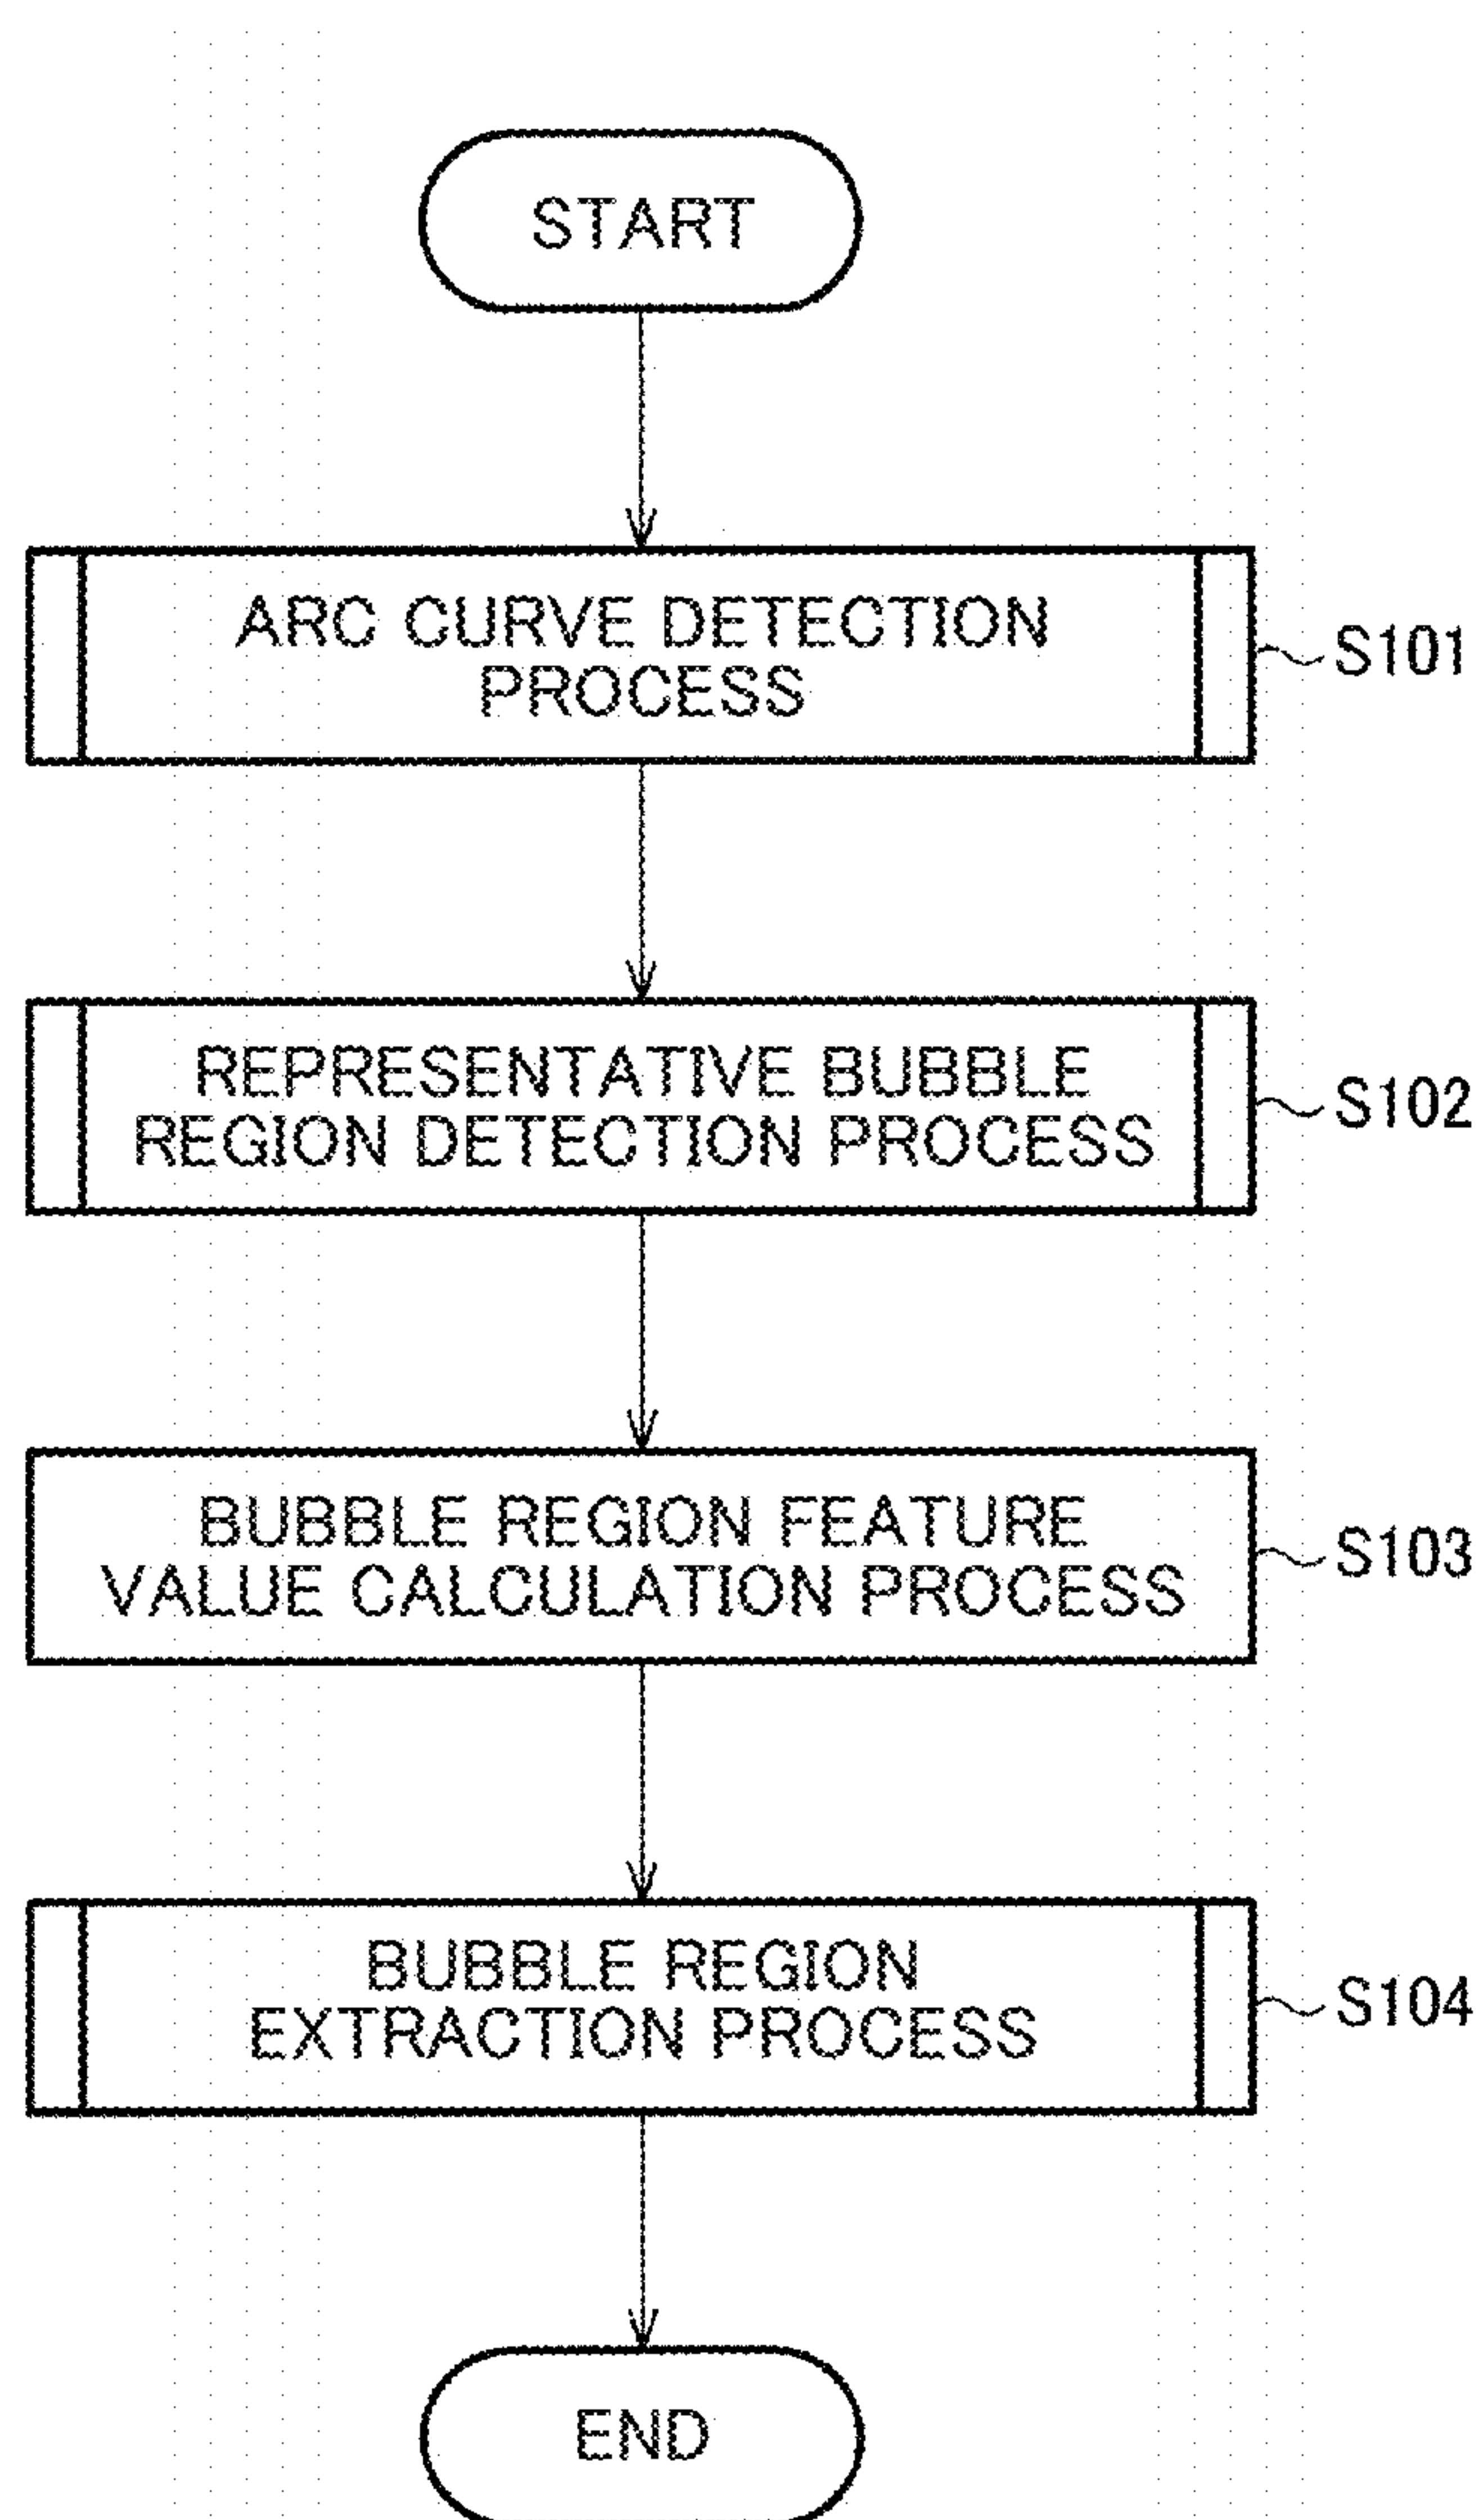 START
ARC CURVE DETECTION
PROCESS
S101
REPRESENTATIVE BUBBLE
REGION DETECTION PROCESS
S102
BUBBLE REGION FEATURE
VALUE CALCULATION PROCESS
S103
BUBBLE REGION
EXTRACTION PROCESS
S104
END